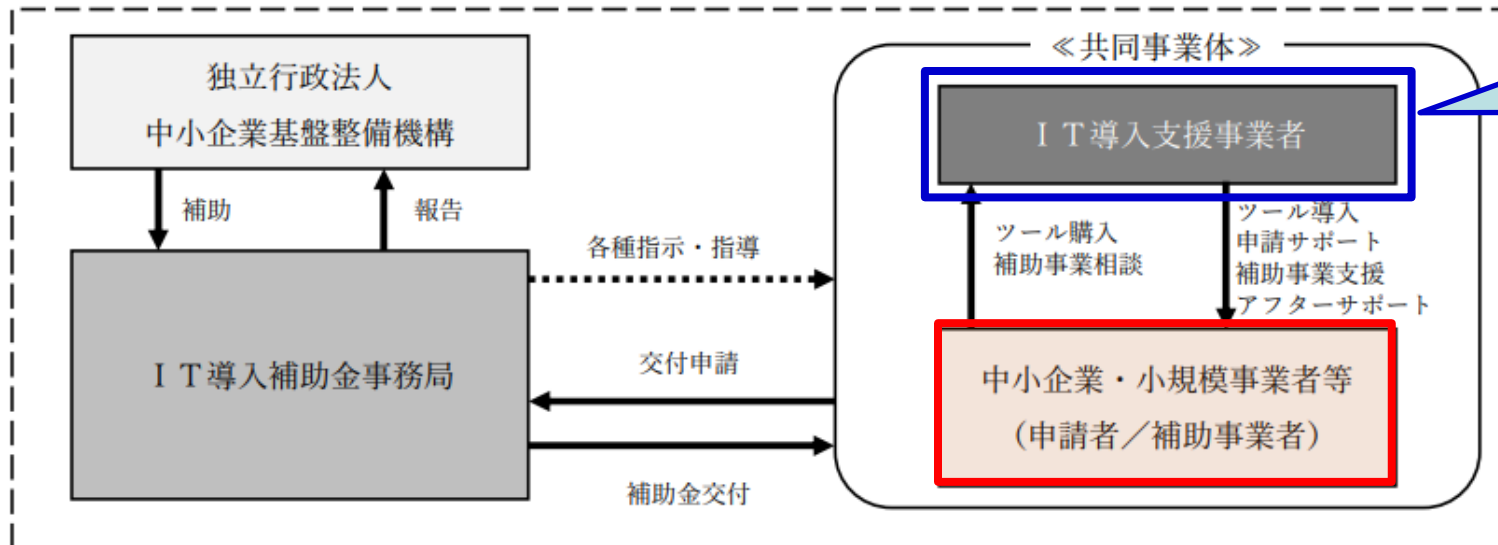 独立行政法人
中小企業基盤整備機構
補助
報告
ＩＴ導入補助金事務局
各種指示・指導
交付申請
補助金交付
≪共同事業体≫
ＩＴ導入支援事業者
ツール購入
補助事業相談
ツール導入
申請サポート
補助事業支援
アフターサポート
中小企業・小規模事業者等
（申請者／補助事業者）